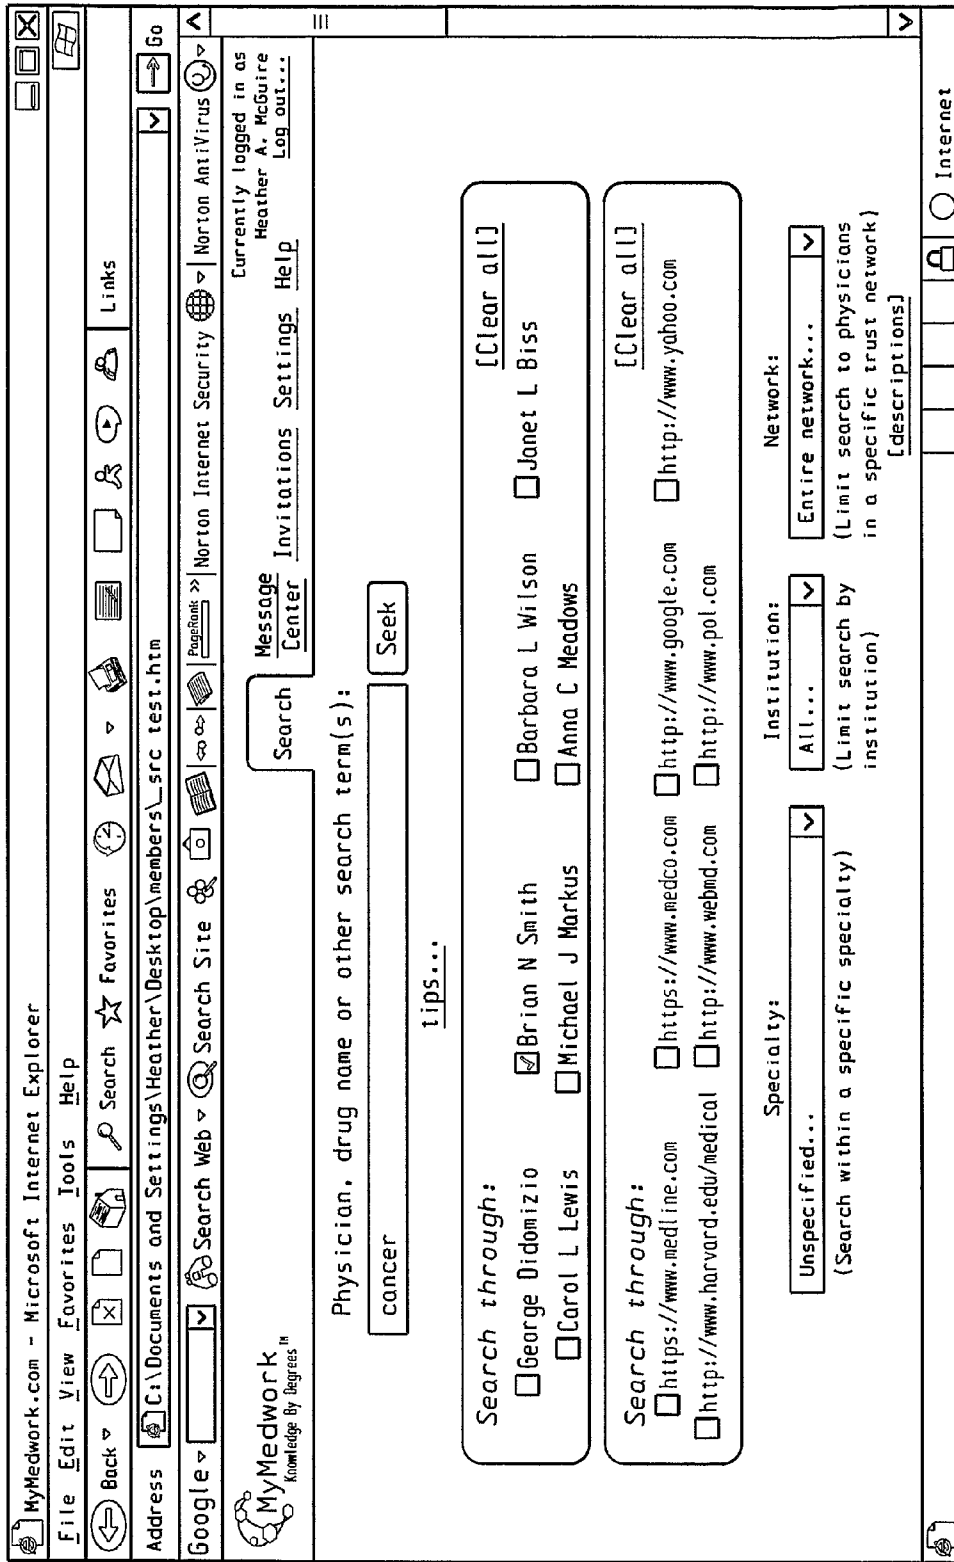 MyMedwork.com - Microsoft Internet Explorer
File Edit View Favorites Tools Help
Back Search Favorites Links
Address C:\Documents and Settings\Heather\Desktop\members\_src test.htm Go
Google Search Web Search Site PageRank >> Norton Internet Security Norton AntiVirus
MyMedwork
Knowledge By Degrees™
Search
Message
Center
Invitations Settings Help
Currently logged in as
Heather A. McGuire
Log out...
Physician, drug name or other search term(s):
cancer Seek
tips...
Search through: [Clear all]
George Didomizio Brian N Smith Barbara L Wilson Janet L Biss
Carol L Lewis Michael J Markus Anna C Meadows
Search through: [Clear all]
https://www.medline.com https://www.medco.com http://www.google.com http://www.yahoo.com
http://www.harvard.edu/medical http://www.webmd.com http://www.pol.com
Specialty: Institution: Network:
Unspecified... All... Entire network...
(Search within a specific specialty)
(Limit search by
institution)
(Limit search to physicians
in a specific trust network)
[descriptions]
Internet